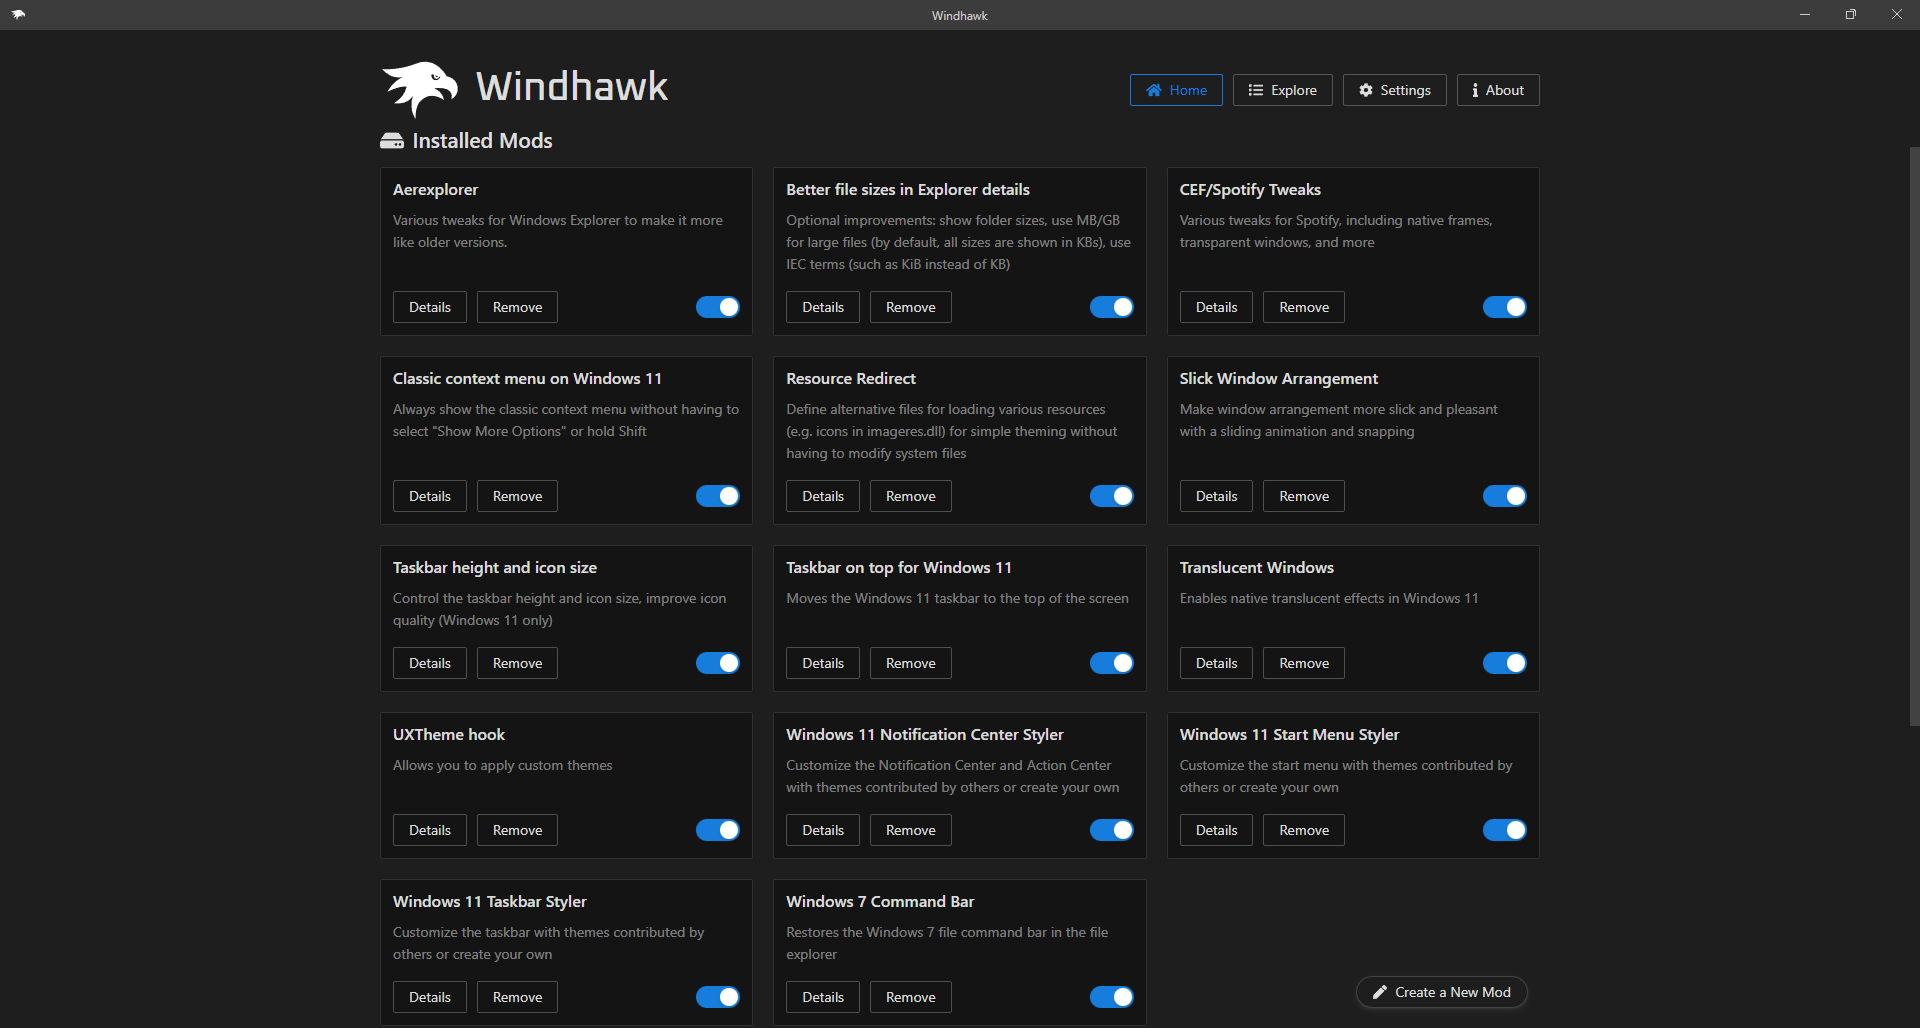 Windhawk
Windhawk
Home
Explore
Settings
About
Installed Mods
Aerexplorer
Various tweaks for Windows Explorer to make it more
like older versions.
Details
Remove
Better file sizes in Explorer details
Optional improvements: show folder sizes, use MB/GB
for large files (by default, all sizes are shown in KBs), use
IEC terms (such as KiB instead of KB)
Details
Remove
CEF/Spotify Tweaks
Various tweaks for Spotify, including native frames,
transparent windows, and more
Details
Remove
Classic context menu on Windows 11
Always show the classic context menu without having to
select "Show More Options" or hold Shift
Details
Remove
Resource Redirect
Define alternative files for loading various resources
(e.g. icons in imageres.dll) for simple theming without
having to modify system files
Details
Remove
Slick Window Arrangement
Make window arrangement more slick and pleasant
with a sliding animation and snapping
Details
Remove
Taskbar height and icon size
Control the taskbar height and icon size, improve icon
quality (Windows 11 only)
Details
Remove
Taskbar on top for Windows 11
Moves the Windows 11 taskbar to the top of the screen
Details
Remove
Translucent Windows
Enables native translucent effects in Windows 11
Details
Remove
UXTheme hook
Allows you to apply custom themes
Details
Remove
Windows 11 Notification Center Styler
Customize the Notification Center and Action Center
with themes contributed by others or create your own
Details
Remove
Windows 11 Start Menu Styler
Customize the start menu with themes contributed by
others or create your own
Details
Remove
Windows 11 Taskbar Styler
Customize the taskbar with themes contributed by
others or create your own
Details
Remove
Windows 7 Command Bar
Restores the Windows 7 file command bar in the file
explorer
Details
Remove
Create a New Mod